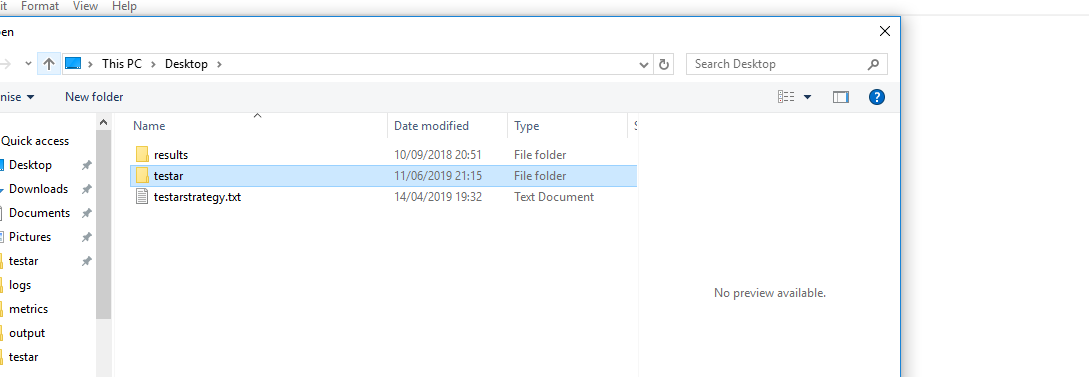 it Format View Help
en
This PC Desktop Search Desktop
nise New folder
Name Date modified Type S
Quick access
Desktop
Downloads
Documents
Pictures
testar
logs
metrics
output
testar
results 10/09/2018 20:51 File folder
testar 11/06/2019 21:15 File folder
testarstrategy.txt 14/04/2019 19:32 Text Document
No preview available.